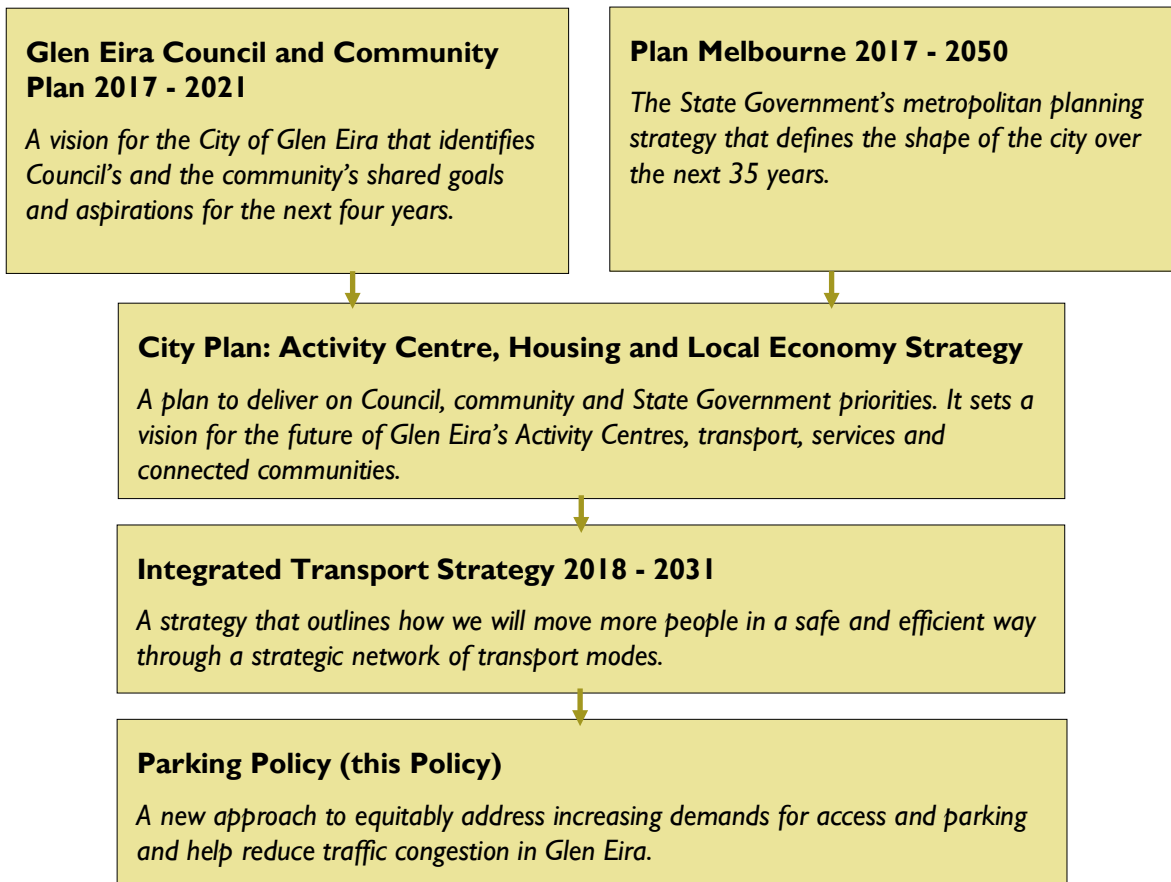 Glen Eira Council and Community
Plan 2017 - 2021
A vision for the City of Glen Eira that identifies
Council’s and the community’s shared goals
and aspirations for the next four years.
Plan Melbourne 2017 - 2050
The State Government’s metropolitan planning
strategy that defines the shape of the city over
the next 35 years.
City Plan: Activity Centre, Housing and Local Economy Strategy
A plan to deliver on Council, community and State Government priorities. It sets a
vision for the future of Glen Eira’s Activity Centres, transport, services and
connected communities.
Integrated Transport Strategy 2018 - 2031
A strategy that outlines how we will move more people in a safe and efficient way
through a strategic network of transport modes.
Parking Policy (this Policy)
A new approach to equitably address increasing demands for access and parking
and help reduce traffic congestion in Glen Eira.